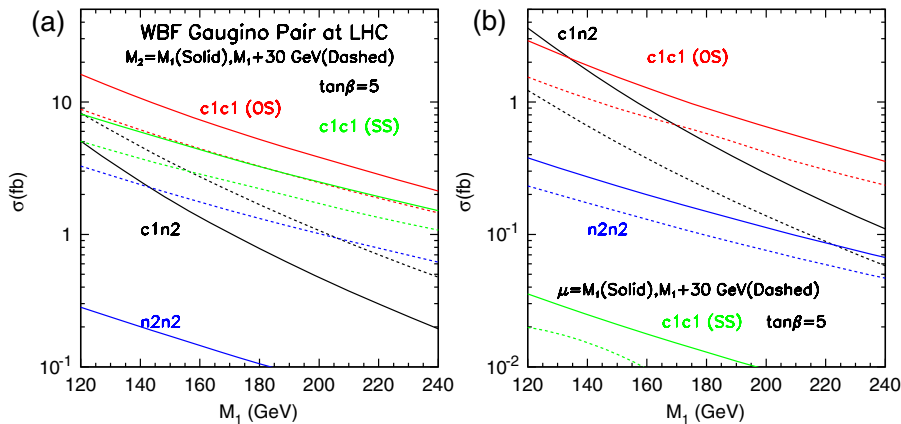 (a)
WBF Gaugino Pair at LHC
M₂=M₁(Solid),M₁+30 GeV(Dashed)
tanβ=5
c1c1 (OS)
c1c1 (SS)
c1n2
n2n2
σ(fb)
10
1
10⁻¹
120 140 160 180 200 220 240
M₁ (GeV)
(b)
c1n2
c1c1 (OS)
n2n2
μ=M₁(Solid),M₁+30 GeV(Dashed)
c1c1 (SS) tanβ=5
σ(fb)
1
10⁻¹
10⁻²
120 140 160 180 200 220 240
M₁ (GeV)